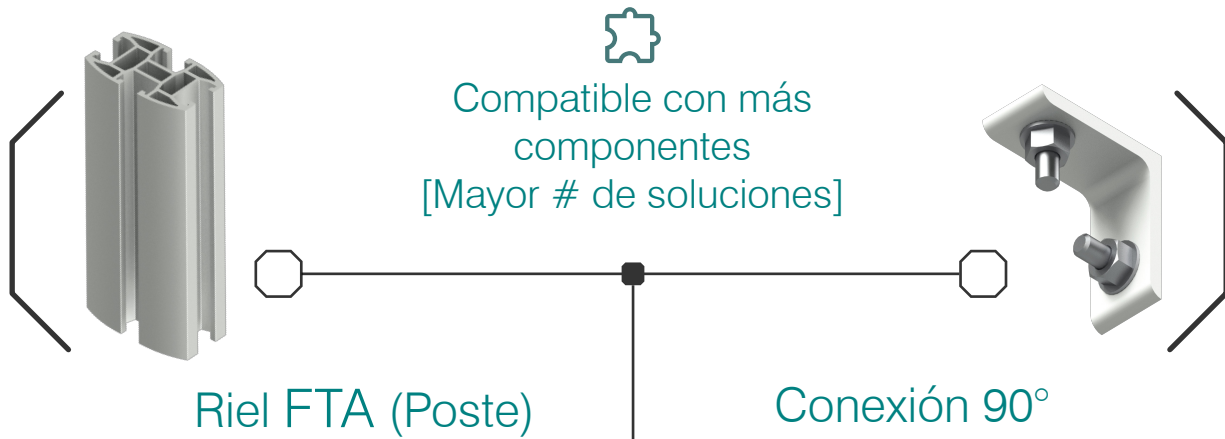 Compatible con más
componentes
[Mayor # de soluciones]
Riel FTA (Poste)
Conexión 90°